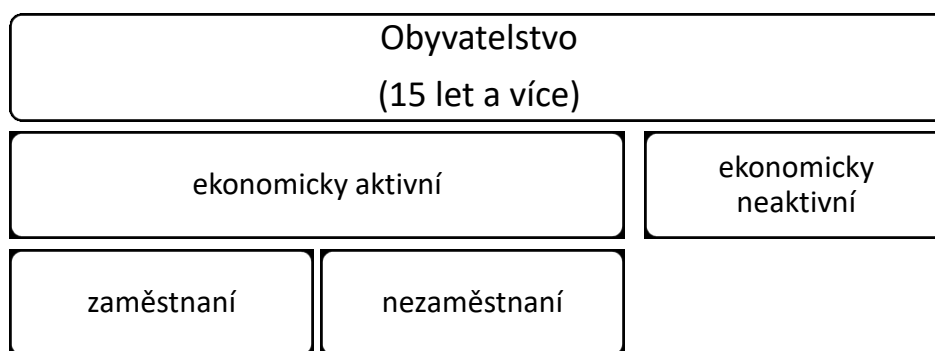 Obyvatelstvo
(15 let a více)
ekonomicky aktivní
ekonomicky
neaktivní
zaměstnaní
nezaměstnaní